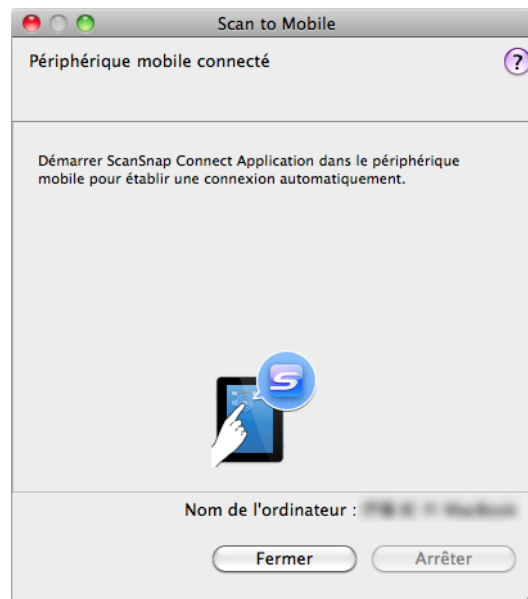 Scan to Mobile
Périphérique mobile connecté
?
Démarrer ScanSnap Connect Application dans le périphérique
mobile pour établir une connexion automatiquement.
S
Nom de l'ordinateur :
Fermer
Arrêter